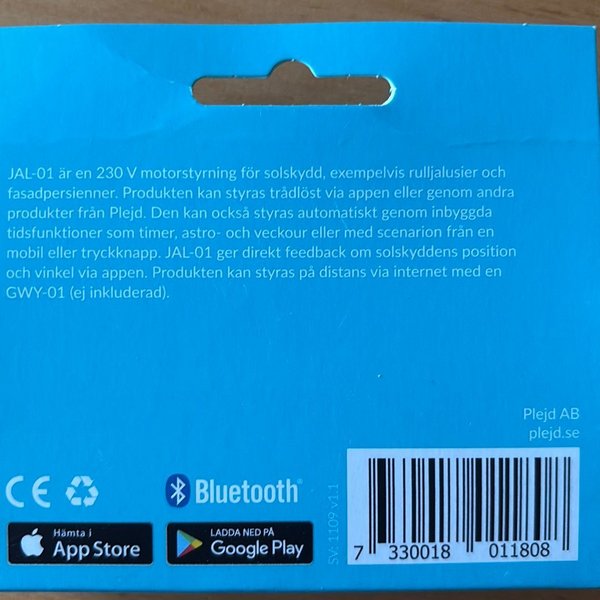 JAL-01 är en 230 V motorstyrning för solskydd, exempelvis rulljalusier och
fasadpersienner. Produkten kan styras trådlöst via appen eller genom andra
produkter från Plejd. Den kan också styras automatiskt genom inbyggda
tidsfunktioner som timer, astro- och veckour eller med scenarion från en
mobil eller tryckknapp. JAL-01 ger direkt feedback om solskyddens position
och vinkel via appen. Produkten kan styras på distans via internet med en
GWY-01 (ej inkluderad).
Plejd AB
plejd.se
CE
Bluetooth®
Hämta i
App Store
LADDA NED PÅ
Google Play
SV: 1109 v1.1
7 330018 011808